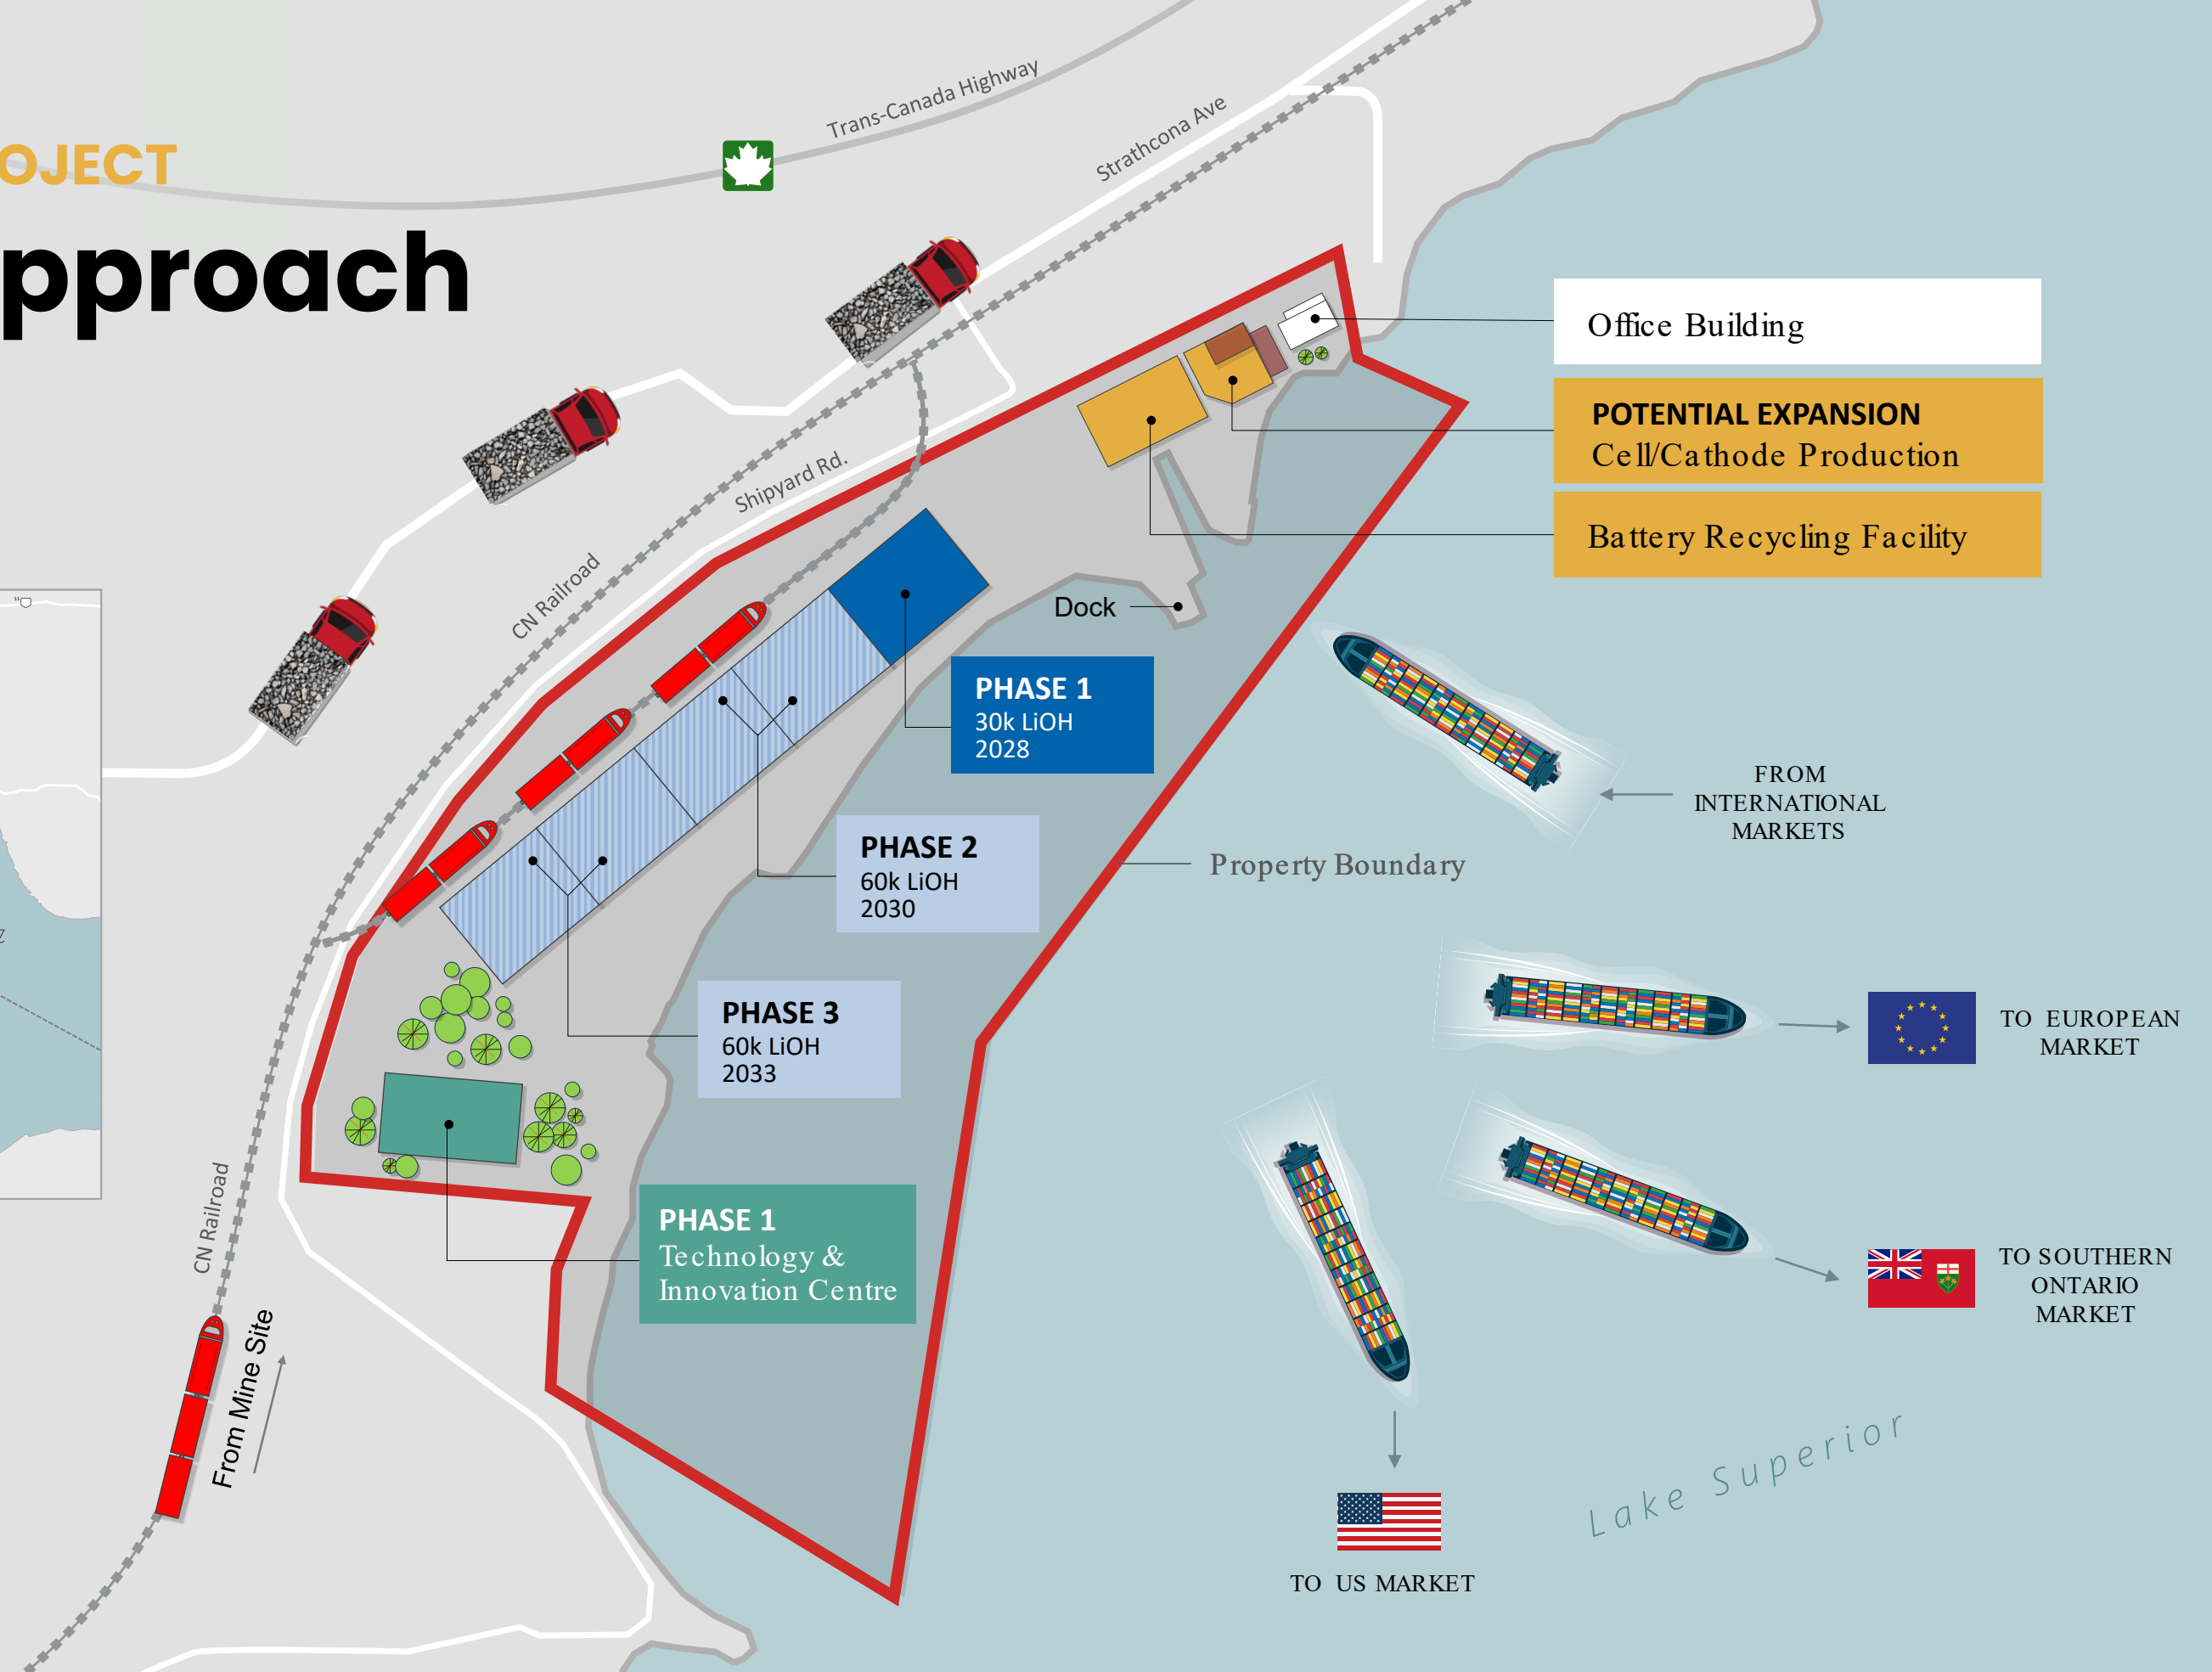 OJECT
pproach
Trans-Canada Highway
Strathcona Ave
Shipyard Rd.
CN Railroad
Office Building
POTENTIAL EXPANSION
Cell/Cathode Production
Battery Recycling Facility
Dock
PHASE 1
30k LiOH
2028
FROM
INTERNATIONAL
MARKETS
PHASE 2
60k LiOH
2030
Property Boundary
PHASE 3
60k LiOH
2033
TO EUROPEAN
MARKET
CN Railroad
From Mine Site
PHASE 1
Technology &
Innovation Centre
TO SOUTHERN
ONTARIO
MARKET
Lake Superior
TO US MARKET